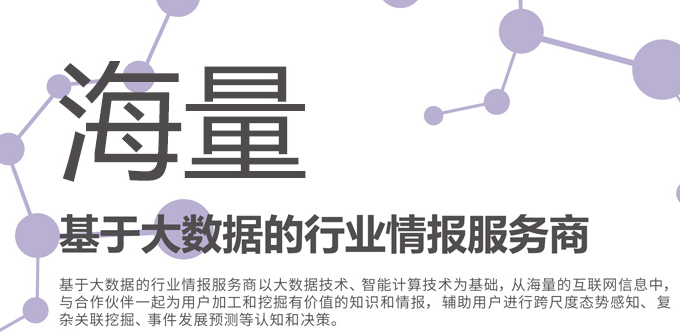 海量
基于大数据的行业情报服务商
基于大数据的行业情报服务商以大数据技术、智能计算技术为基础，从海量的互联网信息中，
与合作伙伴一起为用户加工和挖掘有价值的知识和情报，辅助用户进行跨尺度态势感知、复
杂关联挖掘、事件发展预测等认知和决策。